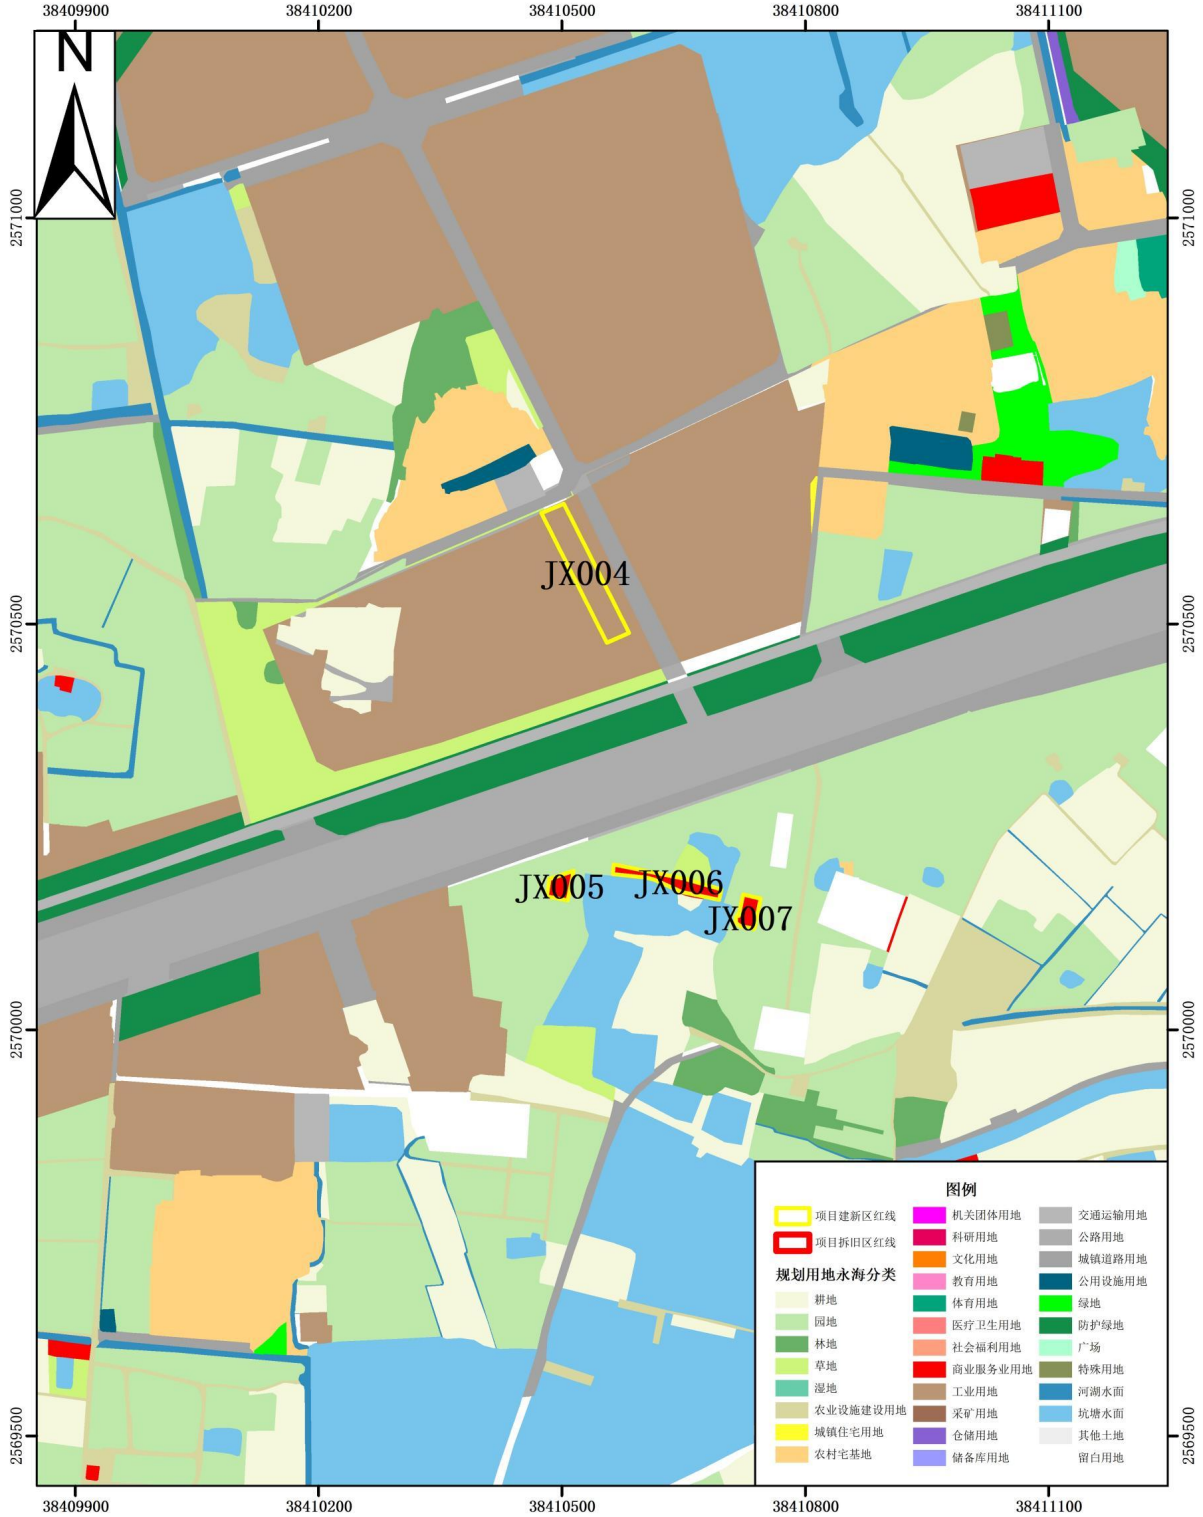 38409900 38410200 38410500 38410800 38411100
N
2571000 2571000
JX004
2570500 2570500
JX005 JX006
JX007
2570000 2570000
图例
项目建新区红线
项目拆旧区红线
规划用地永海分类
耕地
园地
林地
草地
湿地
农业设施建设用地
城镇住宅用地
农村宅基地
机关团体用地
科研用地
文化用地
教育用地
体育用地
医疗卫生用地
社会福利用地
商业服务业用地
工业用地
采矿用地
仓储用地
储备库用地
交通运输用地
公路用地
城镇道路用地
公用设施用地
绿地
防护绿地
广场
特殊用地
河湖水面
坑塘水面
其他土地
留白用地
2569500 2569500
38409900 38410200 38410500 38410800 38411100